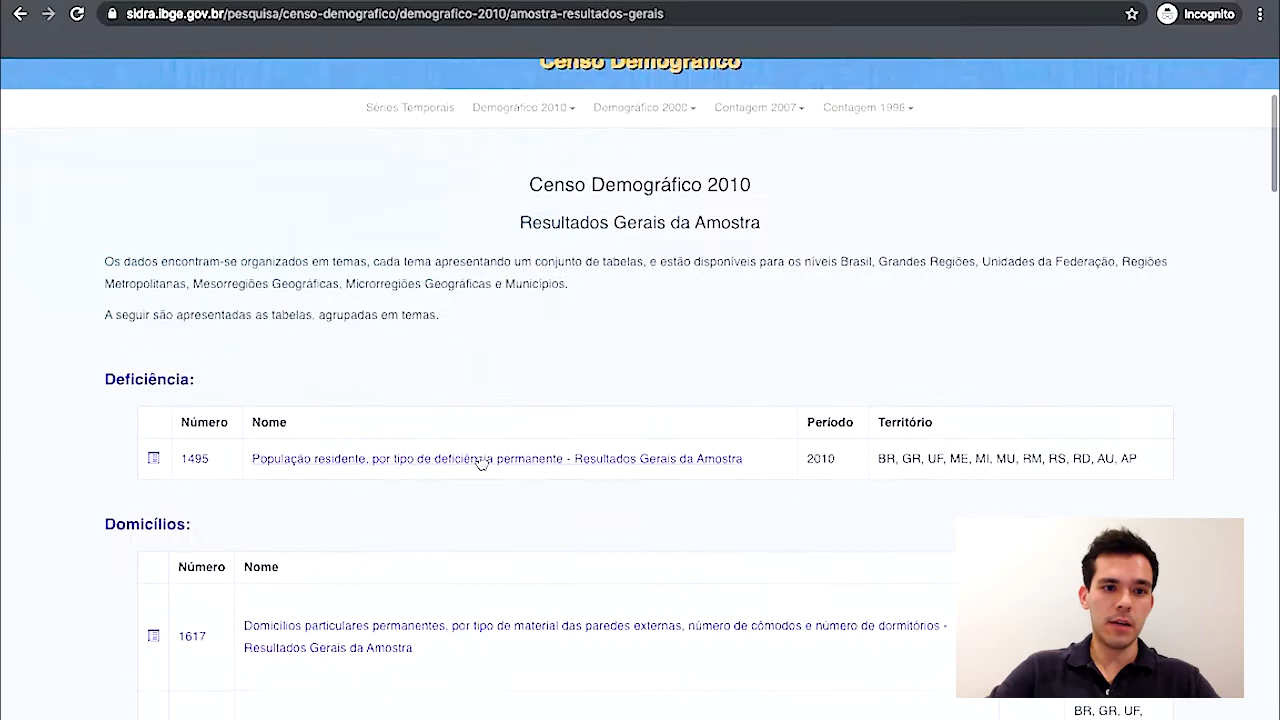 sidra.ibge.gov.br/pesquisa/censo-demografico/demografico-2010/amostra-resultados-gerais
Incognito
Censo Demográfico
Séries Temporais Demográfico 2010 Demográfico 2000 Contagem 2007 Contagem 1996
Censo Demográfico 2010
Resultados Gerais da Amostra
Os dados encontram-se organizados em temas, cada tema apresentando um conjunto de tabelas, e estão disponíveis para os níveis Brasil, Grandes Regiões, Unidades da Federação, Regiões
Metropolitanas, Mesorregiões Geográficas, Microrregiões Geográficas e Municípios.
A seguir são apresentadas as tabelas, agrupadas em temas.
Deficiência:
Número Nome Período Território
1495 População residente, por tipo de deficiência permanente - Resultados Gerais da Amostra 2010 BR, GR, UF, ME, MI, MU, RM, RS, RD, AU, AP
Domicílios:
Número Nome
1617 Domicílios particulares permanentes, por tipo de material das paredes externas, número de cômodos e número de dormitórios -
Resultados Gerais da Amostra
BR, GR, UF,